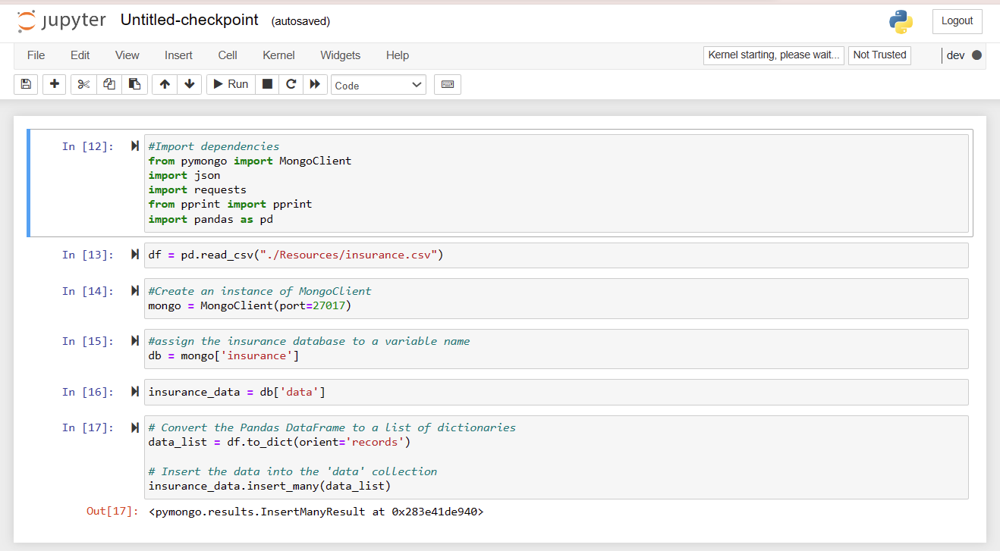 jupyter Untitled-checkpoint (autosaved) Logout
File Edit View Insert Cell Kernel Widgets Help Kernel starting, please wait... Not Trusted dev
Run Code
In [12]: #Import dependencies
from pymongo import MongoClient
import json
import requests
from pprint import pprint
import pandas as pd
In [13]: df = pd.read_csv("./Resources/insurance.csv")
In [14]: #Create an instance of MongoClient
mongo = MongoClient(port=27017)
In [15]: #assign the insurance database to a variable name
db = mongo['insurance']
In [16]: insurance_data = db['data']
In [17]: # Convert the Pandas DataFrame to a list of dictionaries
data_list = df.to_dict(orient='records')
# Insert the data into the 'data' collection
insurance_data.insert_many(data_list)
Out[17]: <pymongo.results.InsertManyResult at 0x283e41de940>